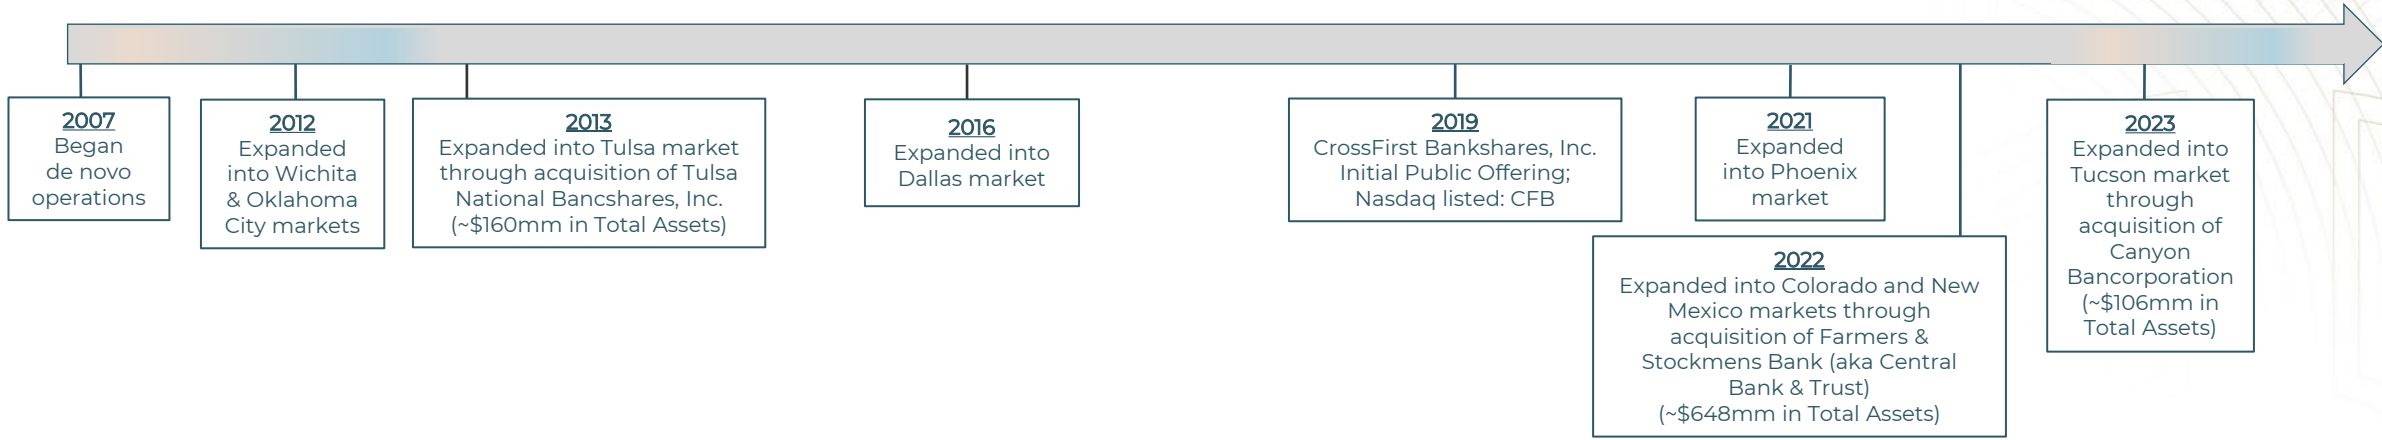 2007
Began
de novo
operations
2012
Expanded
into Wichita
& Oklahoma
City markets
2013
Expanded into Tulsa market
through acquisition of Tulsa
National Bancshares, Inc.
(~$160mm in Total Assets)
2016
Expanded into
Dallas market
2019
CrossFirst Bankshares, Inc.
Initial Public Offering;
Nasdaq listed: CFB
2021
Expanded
into Phoenix
market
2022
Expanded into Colorado and New
Mexico markets through
acquisition of Farmers &
Stockmens Bank (aka Central
Bank & Trust)
(~$648mm in Total Assets)
2023
Expanded into
Tucson market
through
acquisition of
Canyon
Bancorporation
(~$106mm in
Total Assets)